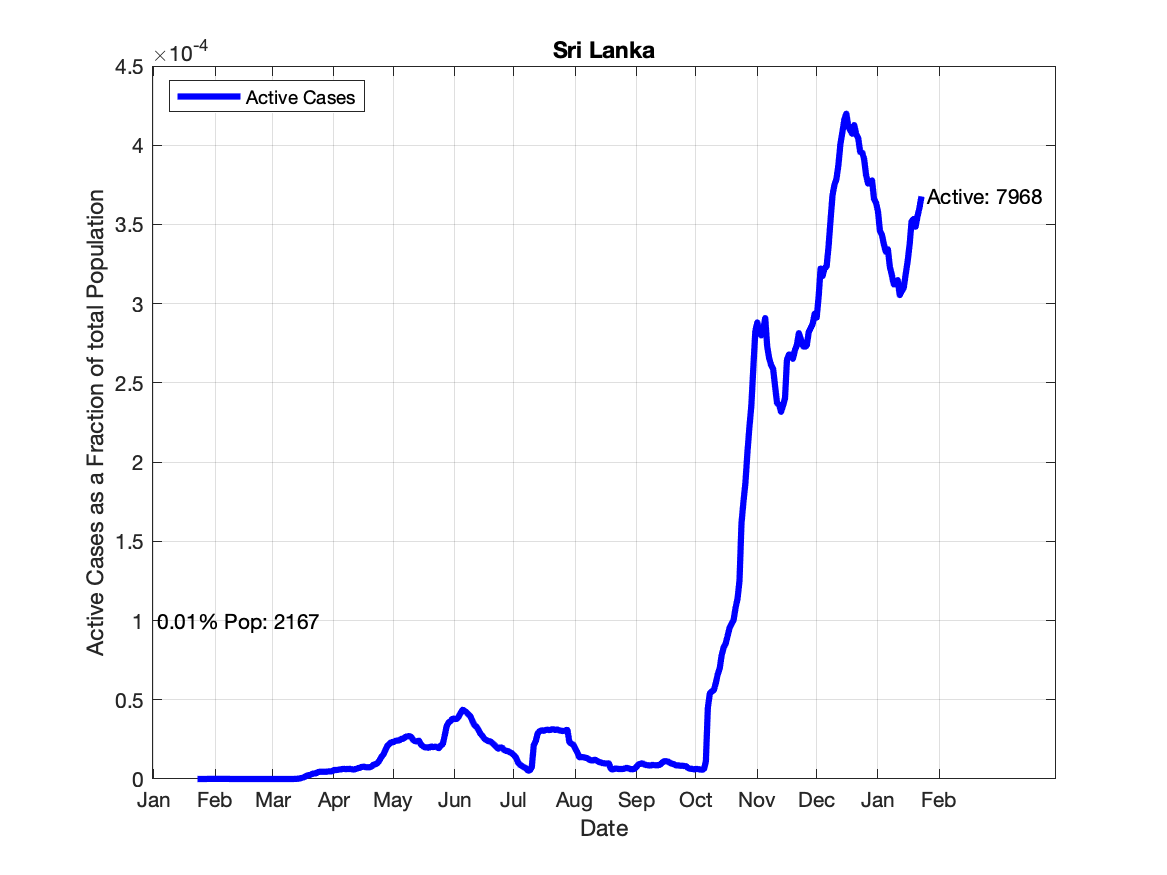 Sri Lanka
×10-4
4.5
4
3.5
3
2.5
2
1.5
1
0.5
0
Active Cases as a Fraction of total Population
Active Cases
Active: 7968
0.01% Pop: 2167
Jan Feb Mar Apr May Jun Jul Aug Sep Oct Nov Dec Jan Feb
Date